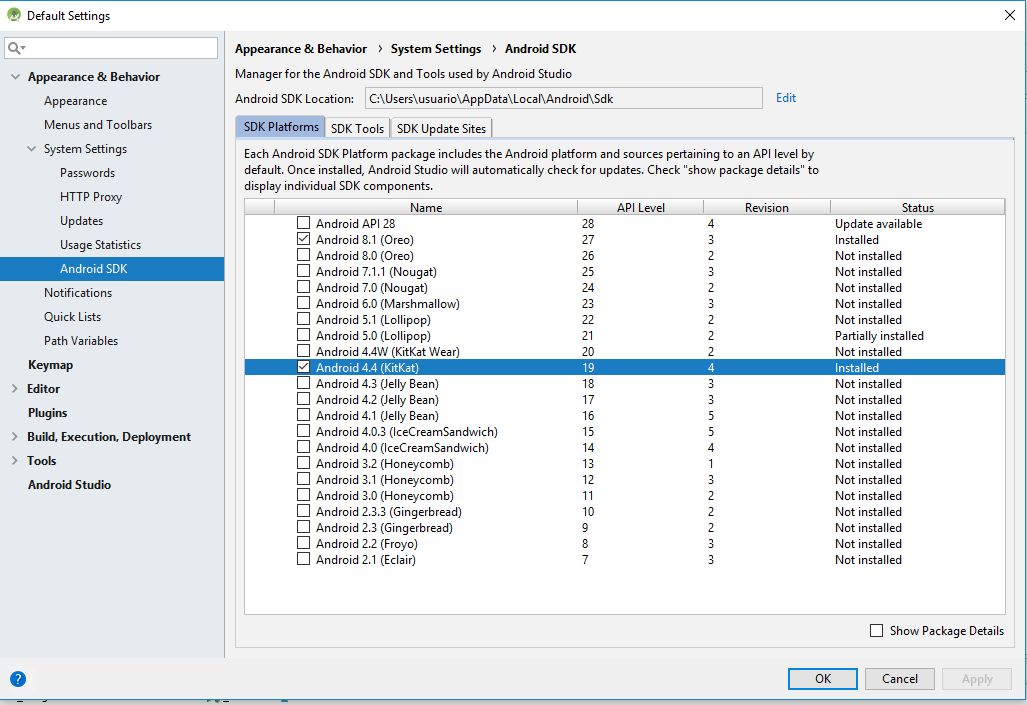 Default Settings
Appearance & Behavior
Appearance
Menus and Toolbars
System Settings
Passwords
HTTP Proxy
Updates
Usage Statistics
Android SDK
Notifications
Quick Lists
Path Variables
Keymap
Editor
Plugins
Build, Execution, Deployment
Tools
Android Studio
Appearance & Behavior › System Settings › Android SDK
Manager for the Android SDK and Tools used by Android Studio
Android SDK Location: C:\Users\usuario\AppData\Local\Android\Sdk Edit
SDK Platforms SDK Tools SDK Update Sites
Each Android SDK Platform package includes the Android platform and sources pertaining to an API level by
default. Once installed, Android Studio will automatically check for updates. Check "show package details" to
display individual SDK components.
Name API Level Revision Status
Android API 28 28 4 Update available
Android 8.1 (Oreo) 27 3 Installed
Android 8.0 (Oreo) 26 2 Not installed
Android 7.1.1 (Nougat) 25 3 Not installed
Android 7.0 (Nougat) 24 2 Not installed
Android 6.0 (Marshmallow) 23 3 Not installed
Android 5.1 (Lollipop) 22 2 Not installed
Android 5.0 (Lollipop) 21 2 Partially installed
Android 4.4W (KitKat Wear) 20 2 Not installed
Android 4.4 (KitKat) 19 4 Installed
Android 4.3 (Jelly Bean) 18 3 Not installed
Android 4.2 (Jelly Bean) 17 3 Not installed
Android 4.1 (Jelly Bean) 16 5 Not installed
Android 4.0.3 (IceCreamSandwich) 15 5 Not installed
Android 4.0 (IceCreamSandwich) 14 4 Not installed
Android 3.2 (Honeycomb) 13 1 Not installed
Android 3.1 (Honeycomb) 12 3 Not installed
Android 3.0 (Honeycomb) 11 2 Not installed
Android 2.3.3 (Gingerbread) 10 2 Not installed
Android 2.3 (Gingerbread) 9 2 Not installed
Android 2.2 (Froyo) 8 3 Not installed
Android 2.1 (Eclair) 7 3 Not installed
Show Package Details
? OK Cancel Apply